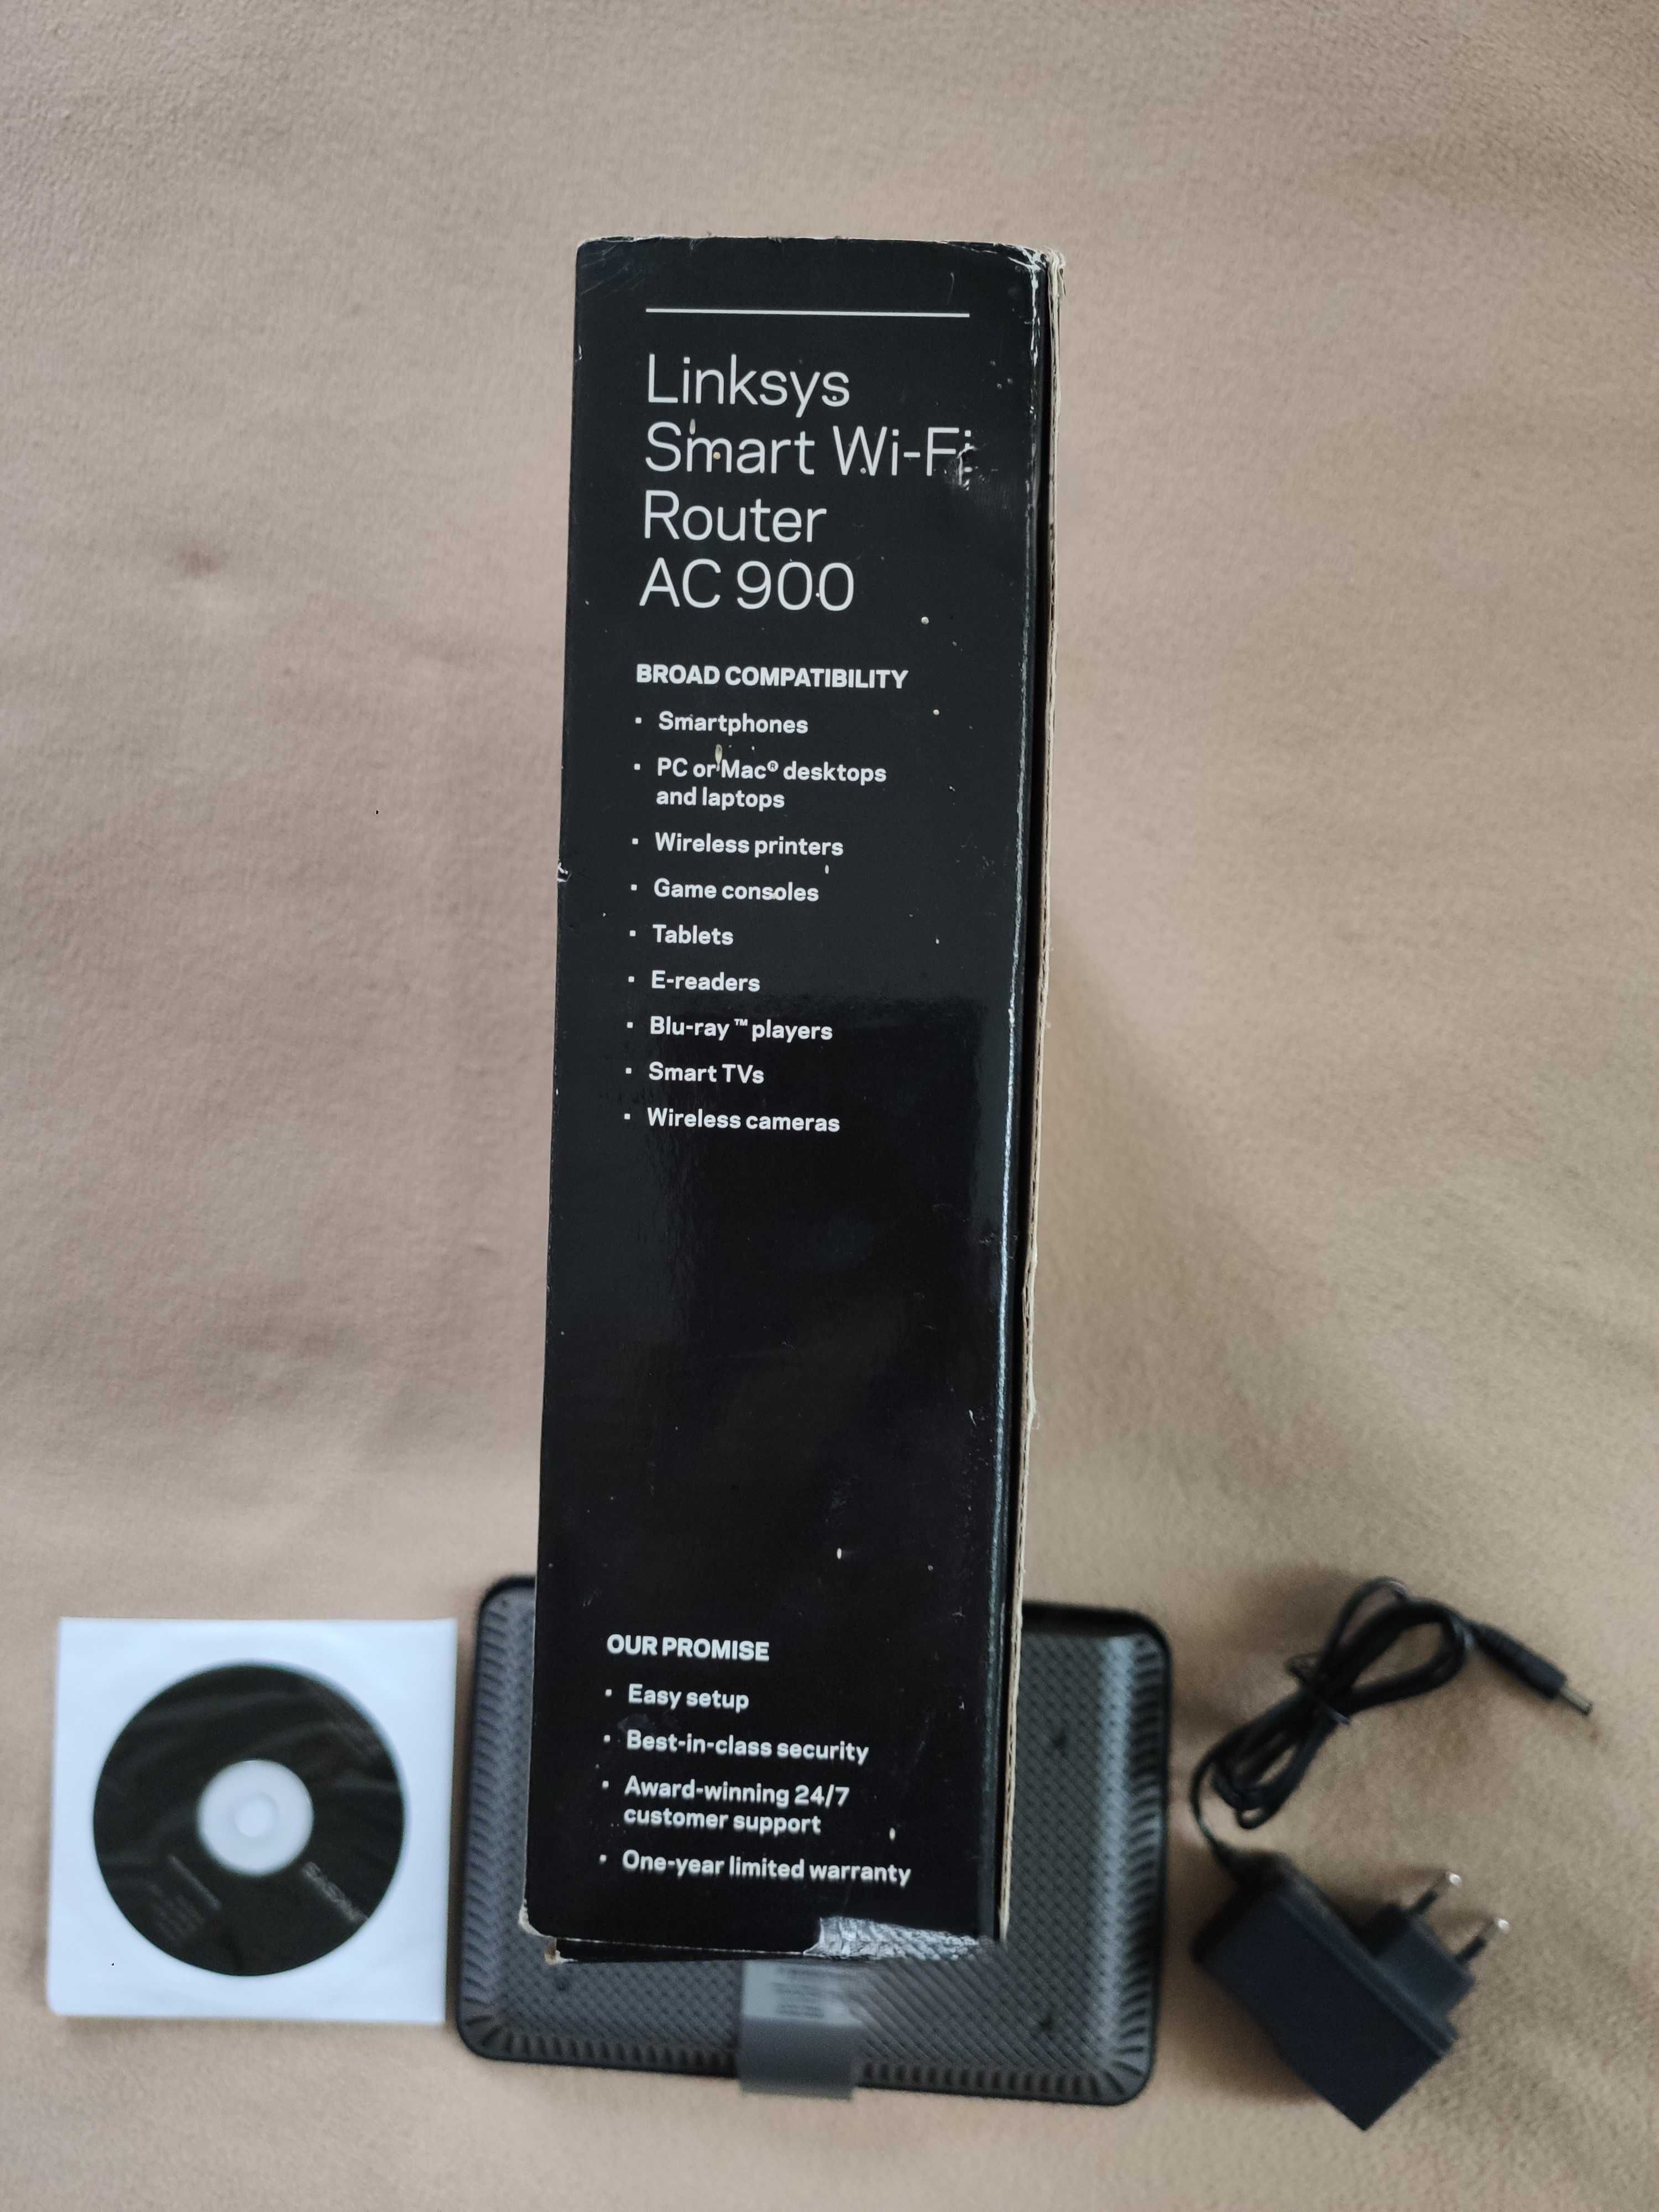 Linksys
Smart Wi-Fi
Router
AC 900
BROAD COMPATIBILITY
▪ Smartphones
▪ PC or Mac® desktops
and laptops
▪ Wireless printers
▪ Game consoles
▪ Tablets
▪ E-readers
▪ Blu-ray™ players
▪ Smart TVs
▪ Wireless cameras
OUR PROMISE
▪ Easy setup
▪ Best-in-class security
▪ Award-winning 24/7
customer support
▪ One-year limited warranty